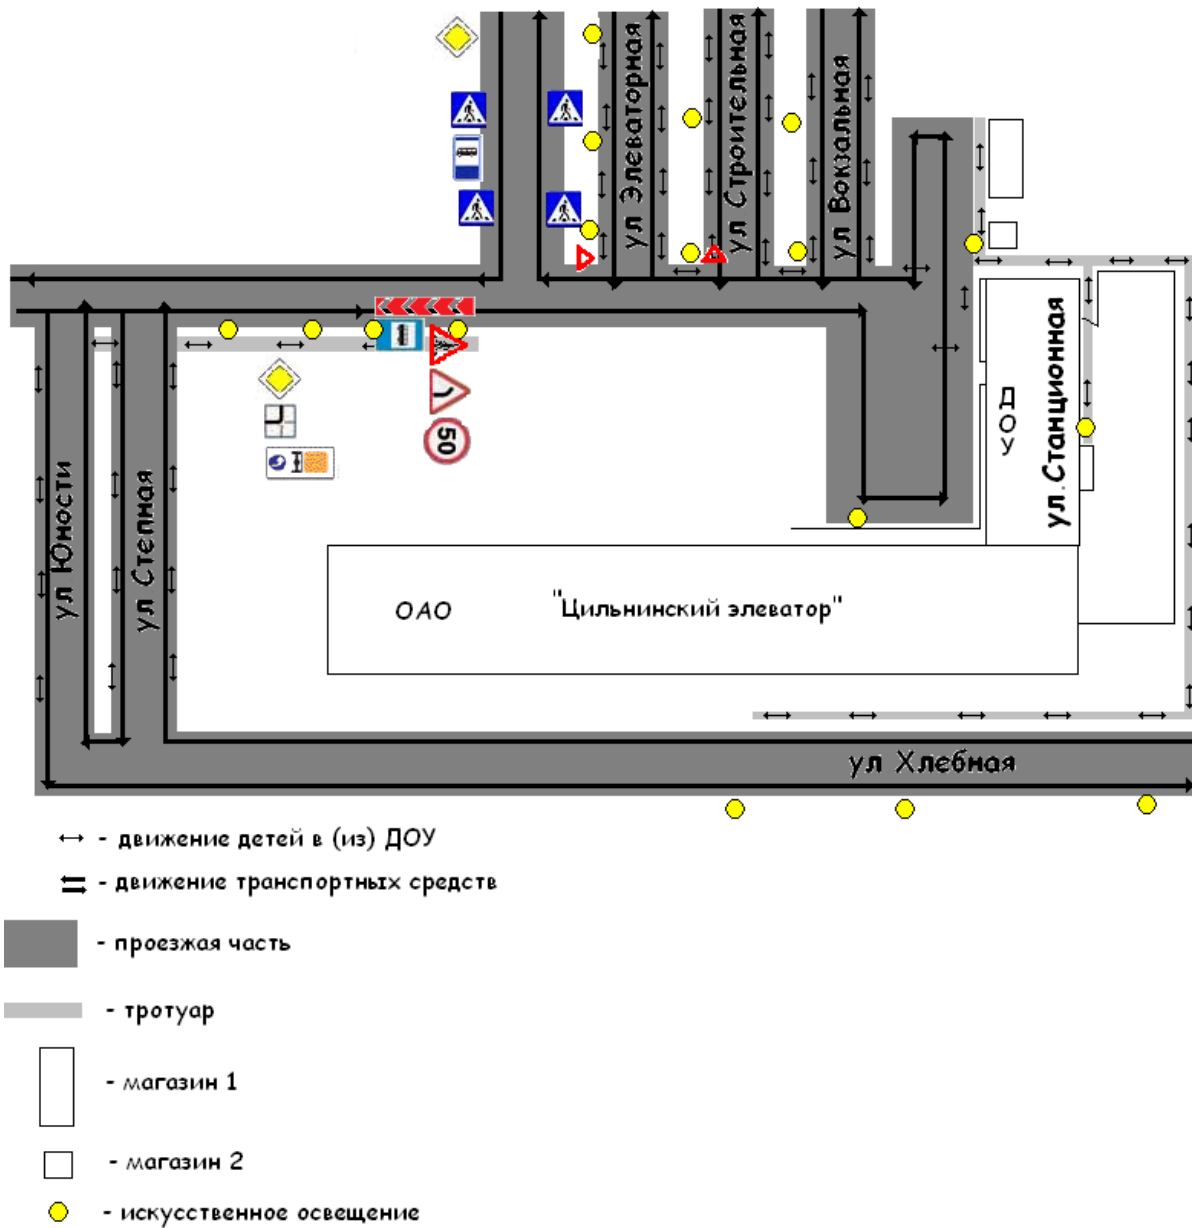 ул Элеваторная
ул Строительная
ул Вокзальная
50
ДОУ
ул.Станционная
ул Юности
ул Степная
ОАО "Цильнинский элеватор"
ул Хлебная
- движение детей в (из) ДОУ
- движение транспортных средств
- проезжая часть
- тротуар
- магазин 1
- магазин 2
- искусственное освещение